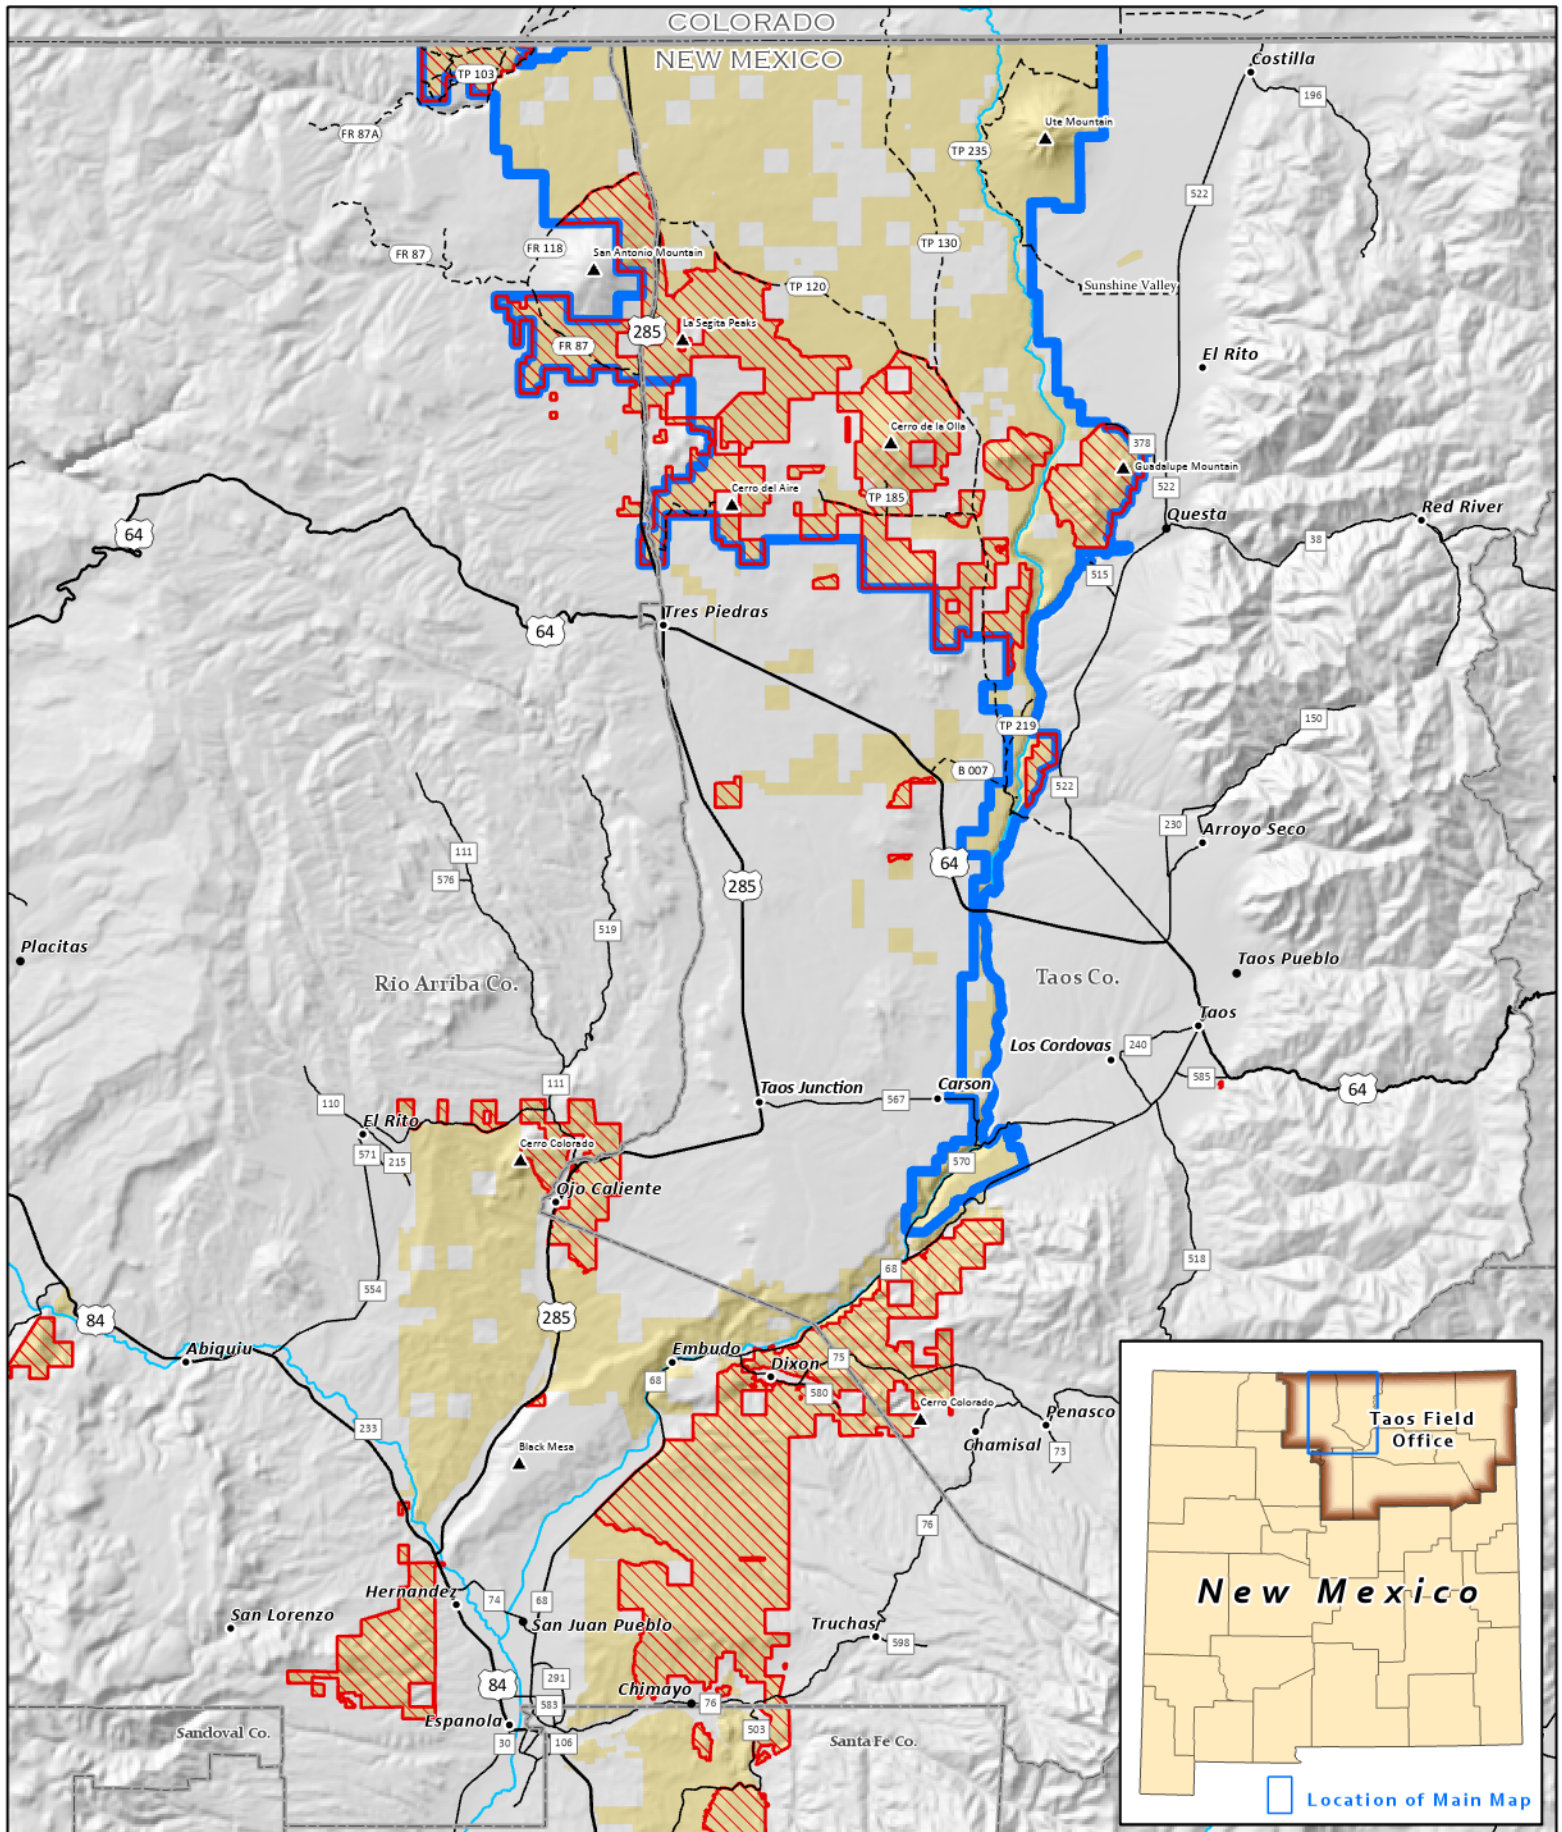 COLORADO
NEW MEXICO
Costilla
TP 103
196
Ute Mountain
FR 87A
TP 235
522
FR 118
San Antonio Mountain
FR 87
TP 130
TP 120
Sunshine Valley
285
La Segita Peaks
FR 87
El Rito
Cerro de la Olla
378
Guadalupe Mountain
Cerro del Aire
TP 185
522
Questa
Red River
64
38
515
Tres Piedras
64
TP 219
150
B 007
522
230
Arroyo Seco
111
576
64
285
519
Placitas
Rio Arriba Co.
Taos Co.
Taos Pueblo
Taos
Los Cordovas
240
585
64
111
Taos Junction
567
Carson
110
El Rito
571
215
Cerro Colorado
570
Ojo Caliente
518
554
68
84
285
Abiquiu
Embudo
Dixon
75
68
580
Cerro Colorado
Penasco
Chamisal
73
233
Black Mesa
76
Hernandez
74
68
San Lorenzo
San Juan Pueblo
Truchas
598
84
291
583
Chimayo
76
Espanola
503
30
106
Sandoval Co.
Santa Fe Co.
Taos Field
Office
New Mexico
Location of Main Map